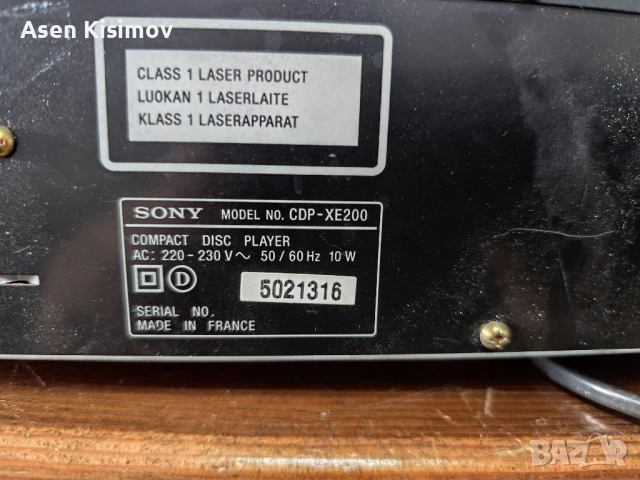 Asen Kisimov
CLASS 1 LASER PRODUCT
LUOKAN 1 LASERLAITE
KLASS 1 LASERAPPARAT
SONY MODEL NO. CDP-XE200
COMPACT DISC PLAYER
AC: 220-230 V~ 50/60 Hz 10 W
D
5021316
SERIAL NO.
MADE IN FRANCE
BAZAR